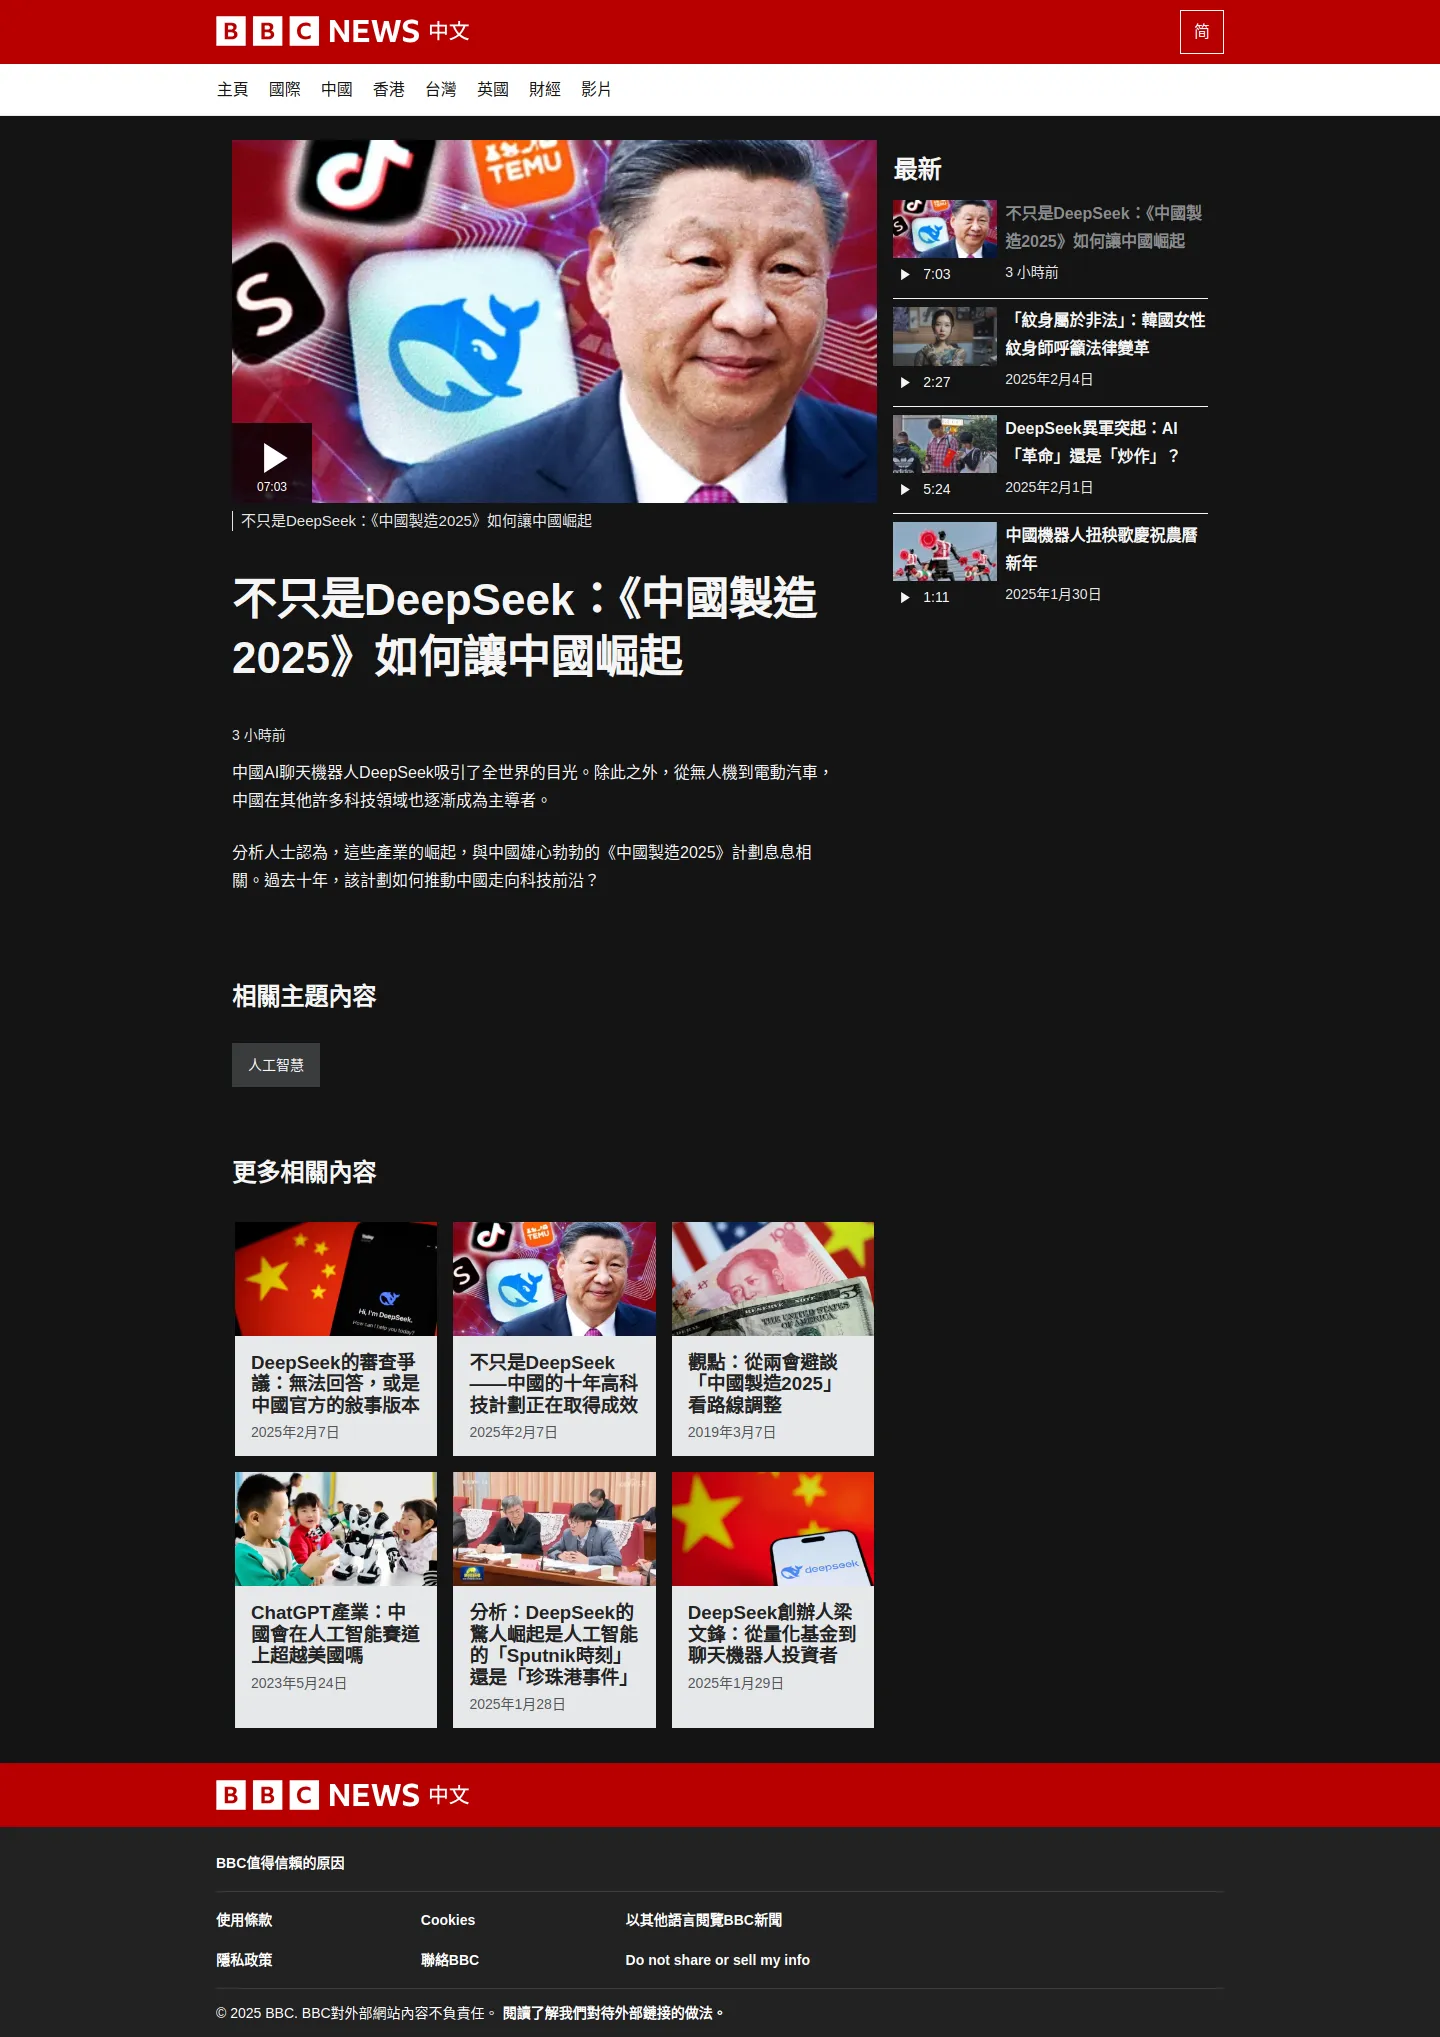 BBC NEWS 中文
简
主頁 國際 中國 香港 台灣 英國 財經 影片
TEMU
S
07:03
不只是DeepSeek：《中國製造2025》如何讓中國崛起
不只是DeepSeek：《中國製造
2025》如何讓中國崛起
3 小時前
中國AI聊天機器人DeepSeek吸引了全世界的目光。除此之外，從無人機到電動汽車，
中國在其他許多科技領域也逐漸成為主導者。
分析人士認為，這些產業的崛起，與中國雄心勃勃的《中國製造2025》計劃息息相
關。過去十年，該計劃如何推動中國走向科技前沿？
最新
不只是DeepSeek：《中國製
造2025》如何讓中國崛起
7:03
3 小時前
「紋身屬於非法」：韓國女性
紋身師呼籲法律變革
2:27
2025年2月4日
DeepSeek異軍突起：AI
「革命」還是「炒作」？
5:24
2025年2月1日
中國機器人扭秧歌慶祝農曆
新年
1:11
2025年1月30日
相關主題內容
人工智慧
更多相關內容
Hi, I'm DeepSeek.
How can I help you today?
DeepSeek的審查爭
議：無法回答，或是
中國官方的敍事版本
2025年2月7日
TEMU
S
不只是DeepSeek
——中國的十年高科
技計劃正在取得成效
2025年2月7日
100
THE UNITED STATES
OF AMERICA
觀點：從兩會避談
「中國製造2025」
看路線調整
2019年3月7日
ChatGPT產業：中
國會在人工智能賽道
上超越美國嗎
2023年5月24日
分析：DeepSeek的
驚人崛起是人工智能
的「Sputnik時刻」
還是「珍珠港事件」
2025年1月28日
deepseek
DeepSeek創辦人梁
文鋒：從量化基金到
聊天機器人投資者
2025年1月29日
BBC NEWS 中文
BBC值得信賴的原因
使用條款 Cookies 以其他語言閱覽BBC新聞
隱私政策 聯絡BBC Do not share or sell my info
© 2025 BBC. BBC對外部網站內容不負責任。 閱讀了解我們對待外部鏈接的做法。